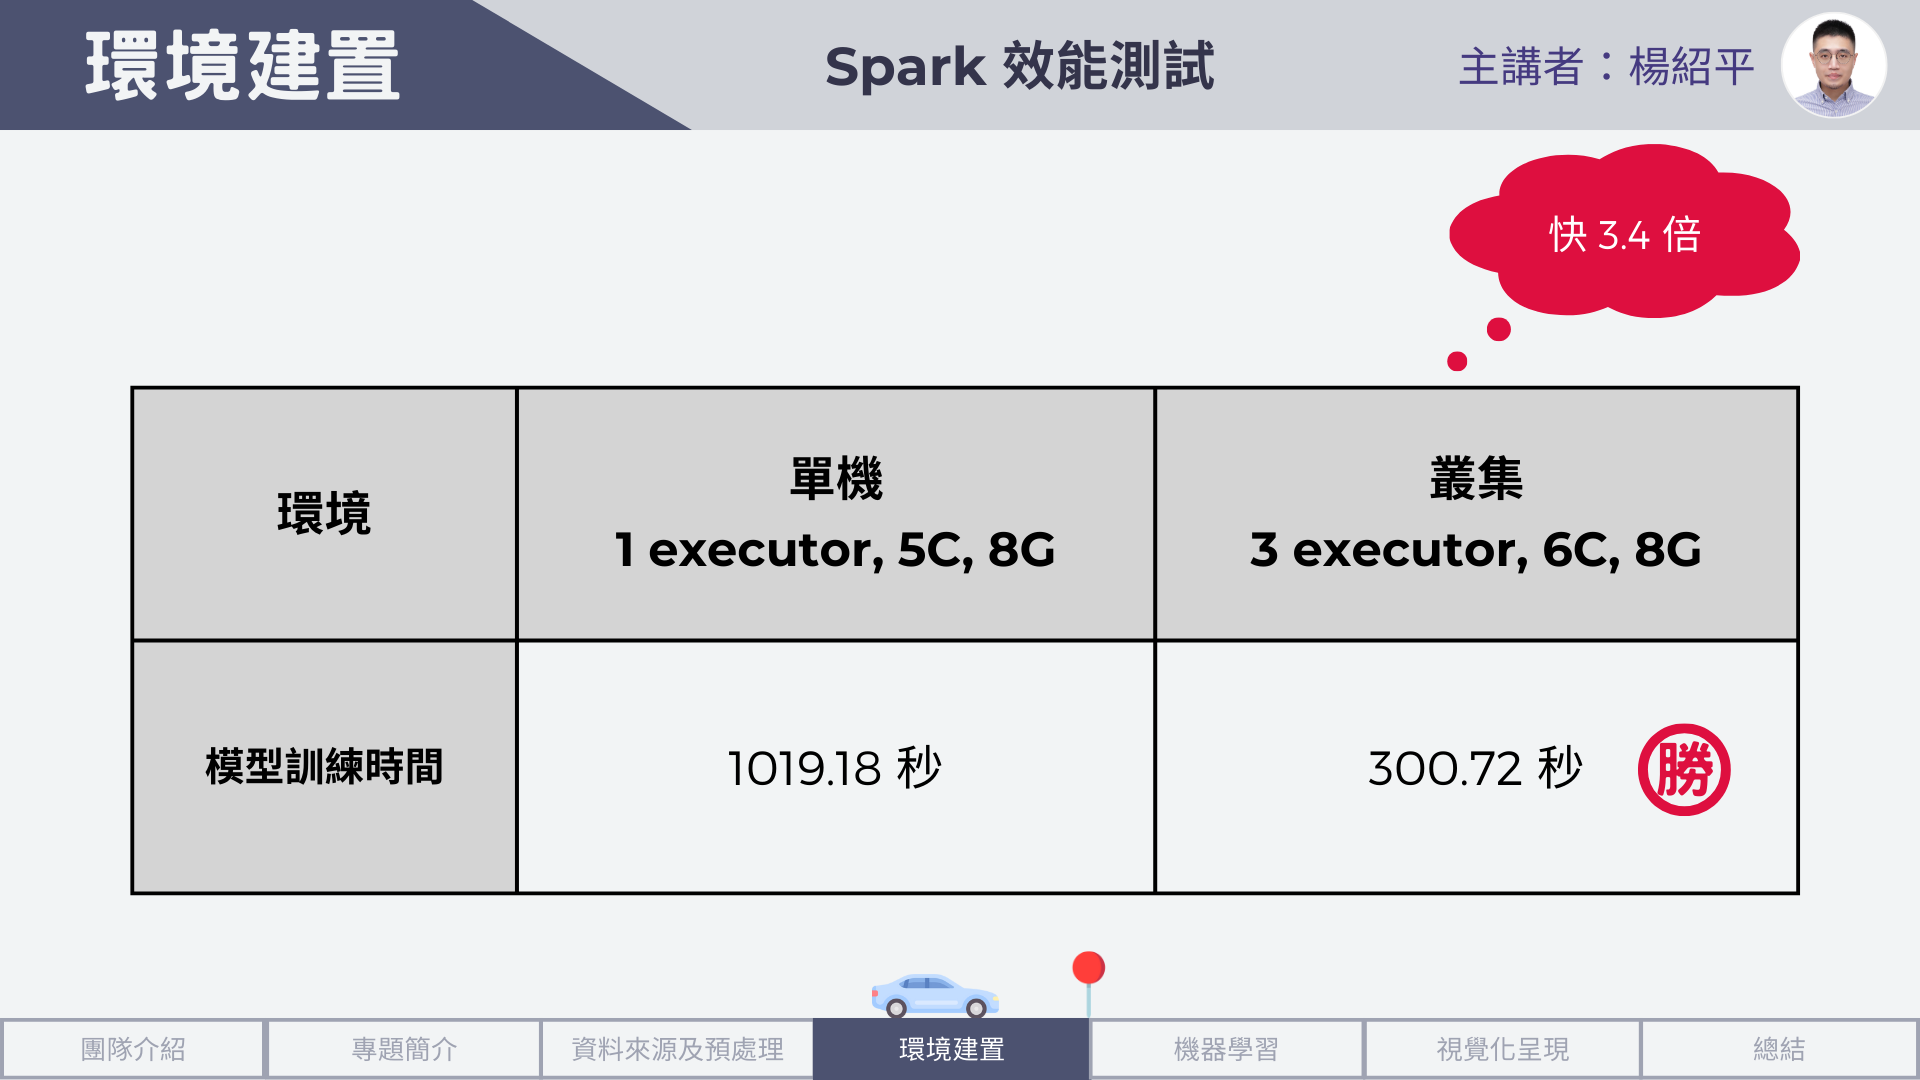 環境建置
Spark 效能測試
主講者：楊紹平
快 3.4 倍
環境
單機
1 executor, 5C, 8G
叢集
3 executor, 6C, 8G
模型訓練時間
1019.18 秒
300.72 秒
勝
團隊介紹
專題簡介
資料來源及預處理
環境建置
機器學習
視覺化呈現
總結